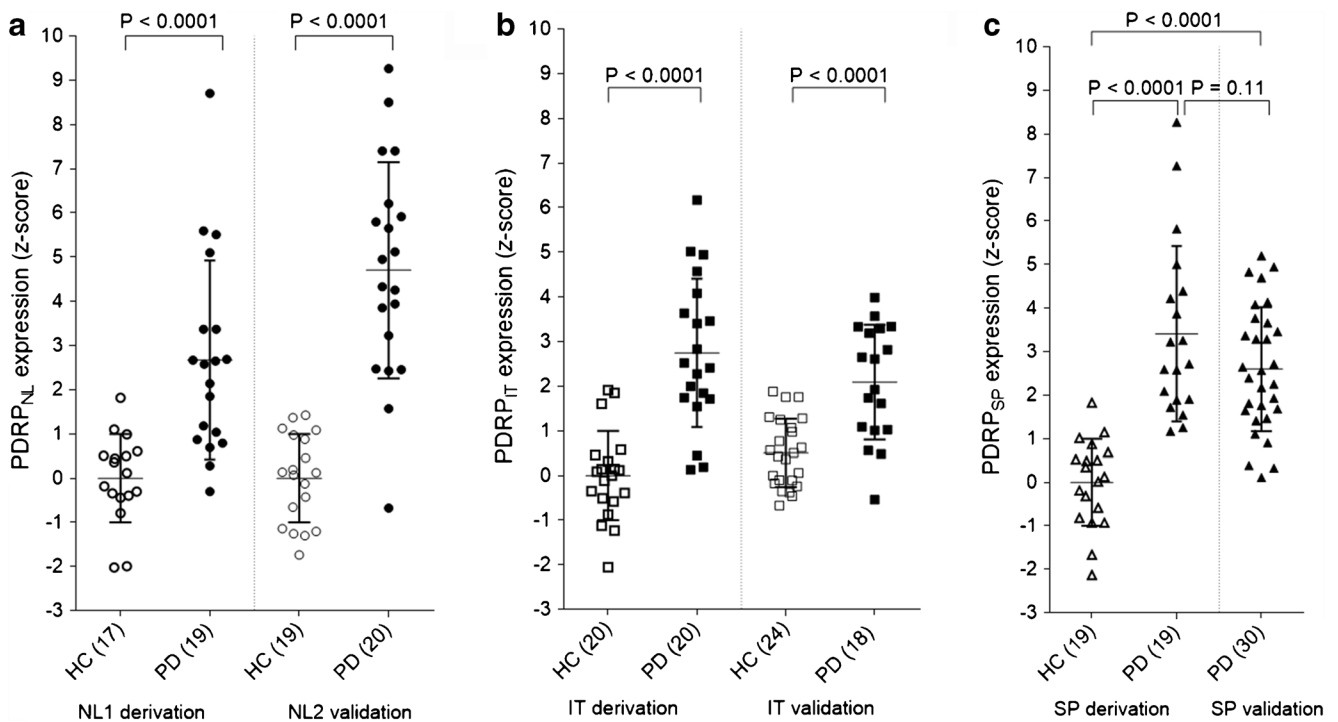 a
P < 0.0001
P < 0.0001
10
9
8
7
6
5
4
3
2
1
0
-1
-2
-3
PDRPNL expression (z-score)
HC (17)
PD (19)
HC (19)
PD (20)
NL1 derivation
NL2 validation
b
P < 0.0001
P < 0.0001
10
9
8
7
6
5
4
3
2
1
0
-1
-2
-3
PDRPIT expression (z-score)
HC (20)
PD (20)
HC (24)
PD (18)
IT derivation
IT validation
c
P < 0.0001
P < 0.0001
P = 0.11
10
9
8
7
6
5
4
3
2
1
0
-1
-2
-3
PDRPSP expression (z-score)
HC (19)
PD (19)
PD (30)
SP derivation
SP validation